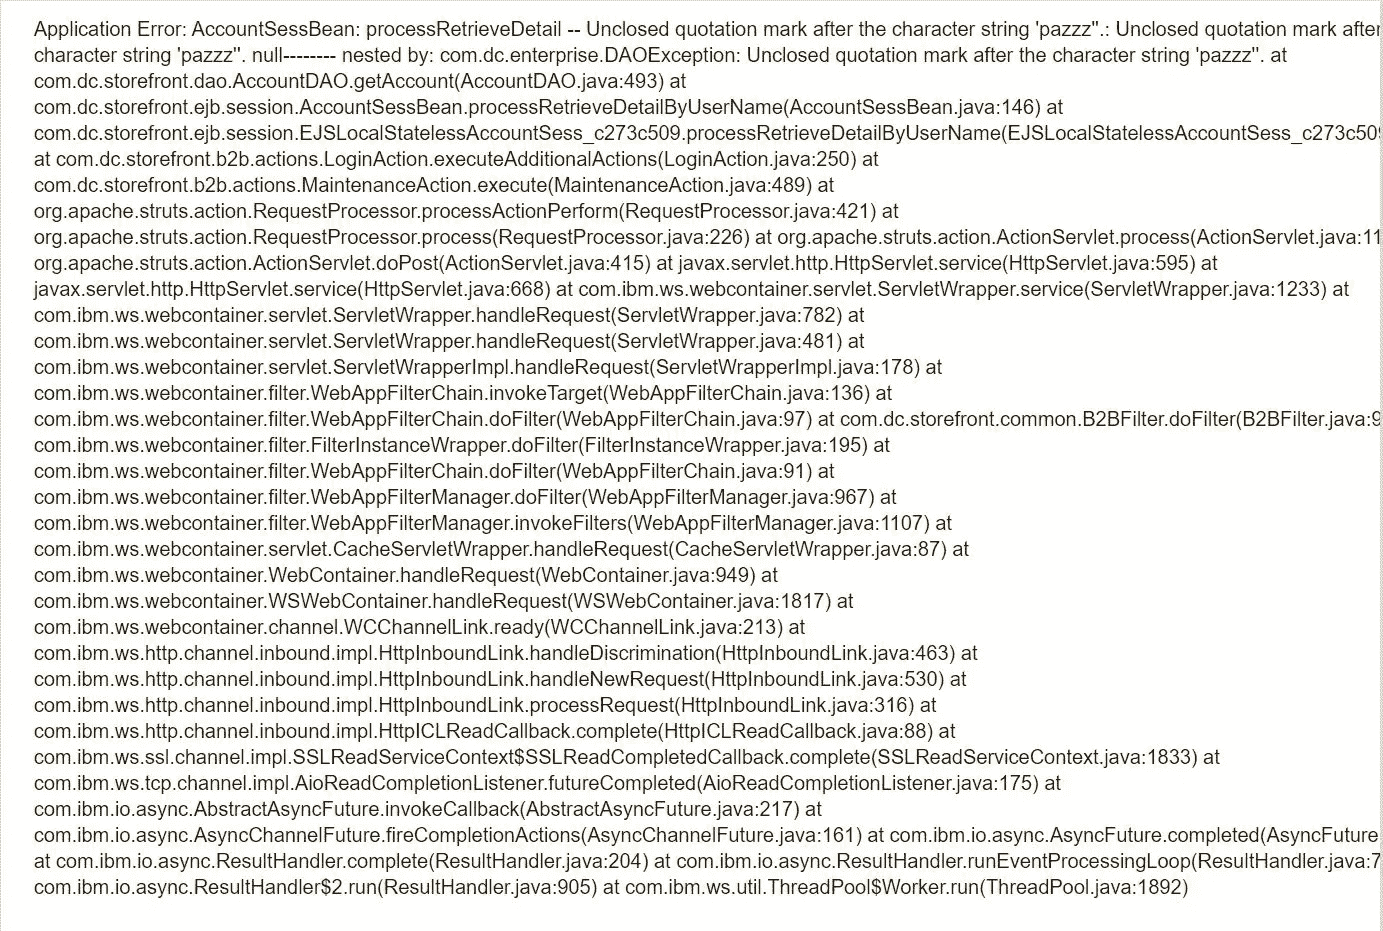 Application Error: AccountSessBean: processRetrieveDetail -- Unclosed quotation mark after the character string 'pazzz''.: Unclosed quotation mark after
character string 'pazzz''. null-------- nested by: com.dc.enterprise.DAOException: Unclosed quotation mark after the character string 'pazzz''. at
com.dc.storefront.dao.AccountDAO.getAccount(AccountDAO.java:493) at
com.dc.storefront.ejb.session.AccountSessBean.processRetrieveDetailByUserName(AccountSessBean.java:146) at
com.dc.storefront.ejb.session.EJSLocalStatelessAccountSess_c273c509.processRetrieveDetailByUserName(EJSLocalStatelessAccountSess_c273c509
at com.dc.storefront.b2b.actions.LoginAction.executeAdditionalActions(LoginAction.java:250) at
com.dc.storefront.b2b.actions.MaintenanceAction.execute(MaintenanceAction.java:489) at
org.apache.struts.action.RequestProcessor.processActionPerform(RequestProcessor.java:421) at
org.apache.struts.action.RequestProcessor.process(RequestProcessor.java:226) at org.apache.struts.action.ActionServlet.process(ActionServlet.java:11
org.apache.struts.action.ActionServlet.doPost(ActionServlet.java:415) at javax.servlet.http.HttpServlet.service(HttpServlet.java:595) at
javax.servlet.http.HttpServlet.service(HttpServlet.java:668) at com.ibm.ws.webcontainer.servlet.ServletWrapper.service(ServletWrapper.java:1233) at
com.ibm.ws.webcontainer.servlet.ServletWrapper.handleRequest(ServletWrapper.java:782) at
com.ibm.ws.webcontainer.servlet.ServletWrapper.handleRequest(ServletWrapper.java:481) at
com.ibm.ws.webcontainer.servlet.ServletWrapperImpl.handleRequest(ServletWrapperImpl.java:178) at
com.ibm.ws.webcontainer.filter.WebAppFilterChain.invokeTarget(WebAppFilterChain.java:136) at
com.ibm.ws.webcontainer.filter.WebAppFilterChain.doFilter(WebAppFilterChain.java:97) at com.dc.storefront.common.B2BFilter.doFilter(B2BFilter.java:9
com.ibm.ws.webcontainer.filter.FilterInstanceWrapper.doFilter(FilterInstanceWrapper.java:195) at
com.ibm.ws.webcontainer.filter.WebAppFilterChain.doFilter(WebAppFilterChain.java:91) at
com.ibm.ws.webcontainer.filter.WebAppFilterManager.doFilter(WebAppFilterManager.java:967) at
com.ibm.ws.webcontainer.filter.WebAppFilterManager.invokeFilters(WebAppFilterManager.java:1107) at
com.ibm.ws.webcontainer.servlet.CacheServletWrapper.handleRequest(CacheServletWrapper.java:87) at
com.ibm.ws.webcontainer.WebContainer.handleRequest(WebContainer.java:949) at
com.ibm.ws.webcontainer.WSWebContainer.handleRequest(WSWebContainer.java:1817) at
com.ibm.ws.webcontainer.channel.WCChannelLink.ready(WCChannelLink.java:213) at
com.ibm.ws.http.channel.inbound.impl.HttpInboundLink.handleDiscrimination(HttpInboundLink.java:463) at
com.ibm.ws.http.channel.inbound.impl.HttpInboundLink.handleNewRequest(HttpInboundLink.java:530) at
com.ibm.ws.http.channel.inbound.impl.HttpInboundLink.processRequest(HttpInboundLink.java:316) at
com.ibm.ws.http.channel.inbound.impl.HttpICLReadCallback.complete(HttpICLReadCallback.java:88) at
com.ibm.ws.ssl.channel.impl.SSLReadServiceContext$SSLReadCompletedCallback.complete(SSLReadServiceContext.java:1833) at
com.ibm.ws.tcp.channel.impl.AioReadCompletionListener.futureCompleted(AioReadCompletionListener.java:175) at
com.ibm.io.async.AbstractAsyncFuture.invokeCallback(AbstractAsyncFuture.java:217) at
com.ibm.io.async.AsyncChannelFuture.fireCompletionActions(AsyncChannelFuture.java:161) at com.ibm.io.async.AsyncFuture.completed(AsyncFuture
at com.ibm.io.async.ResultHandler.complete(ResultHandler.java:204) at com.ibm.io.async.ResultHandler.runEventProcessingLoop(ResultHandler.java:7
com.ibm.io.async.ResultHandler$2.run(ResultHandler.java:905) at com.ibm.ws.util.ThreadPool$Worker.run(ThreadPool.java:1892)